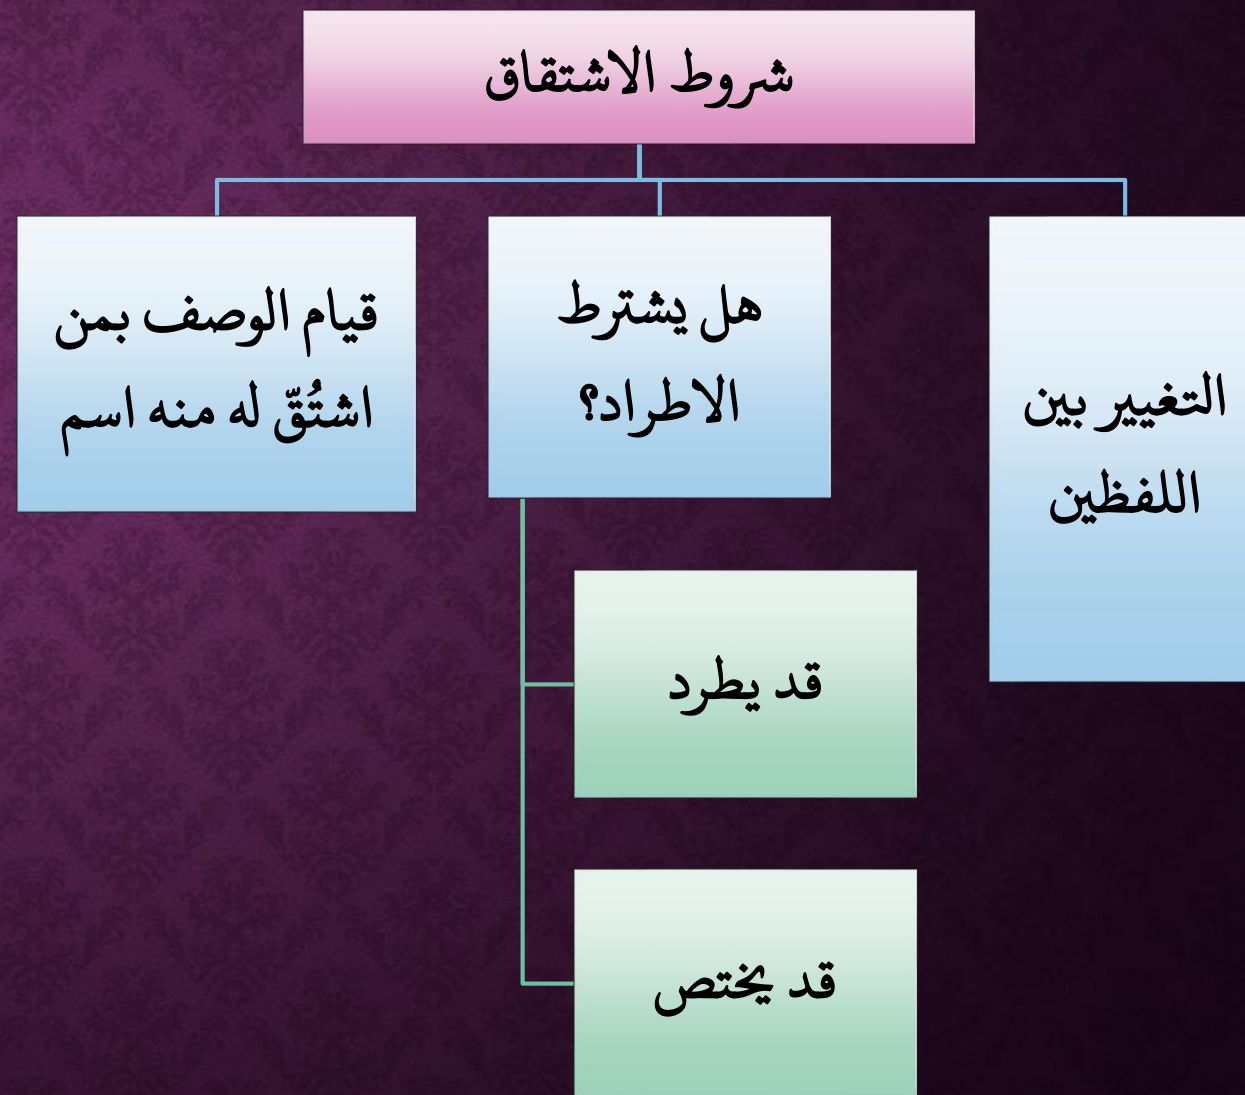 شروط الاشتقاق
التغيير بين
اللفظين
هل يشترط
الاطراد؟
قد يطرد
قد يختص
قيام الوصف بمن
اشتُقّ له منه اسم